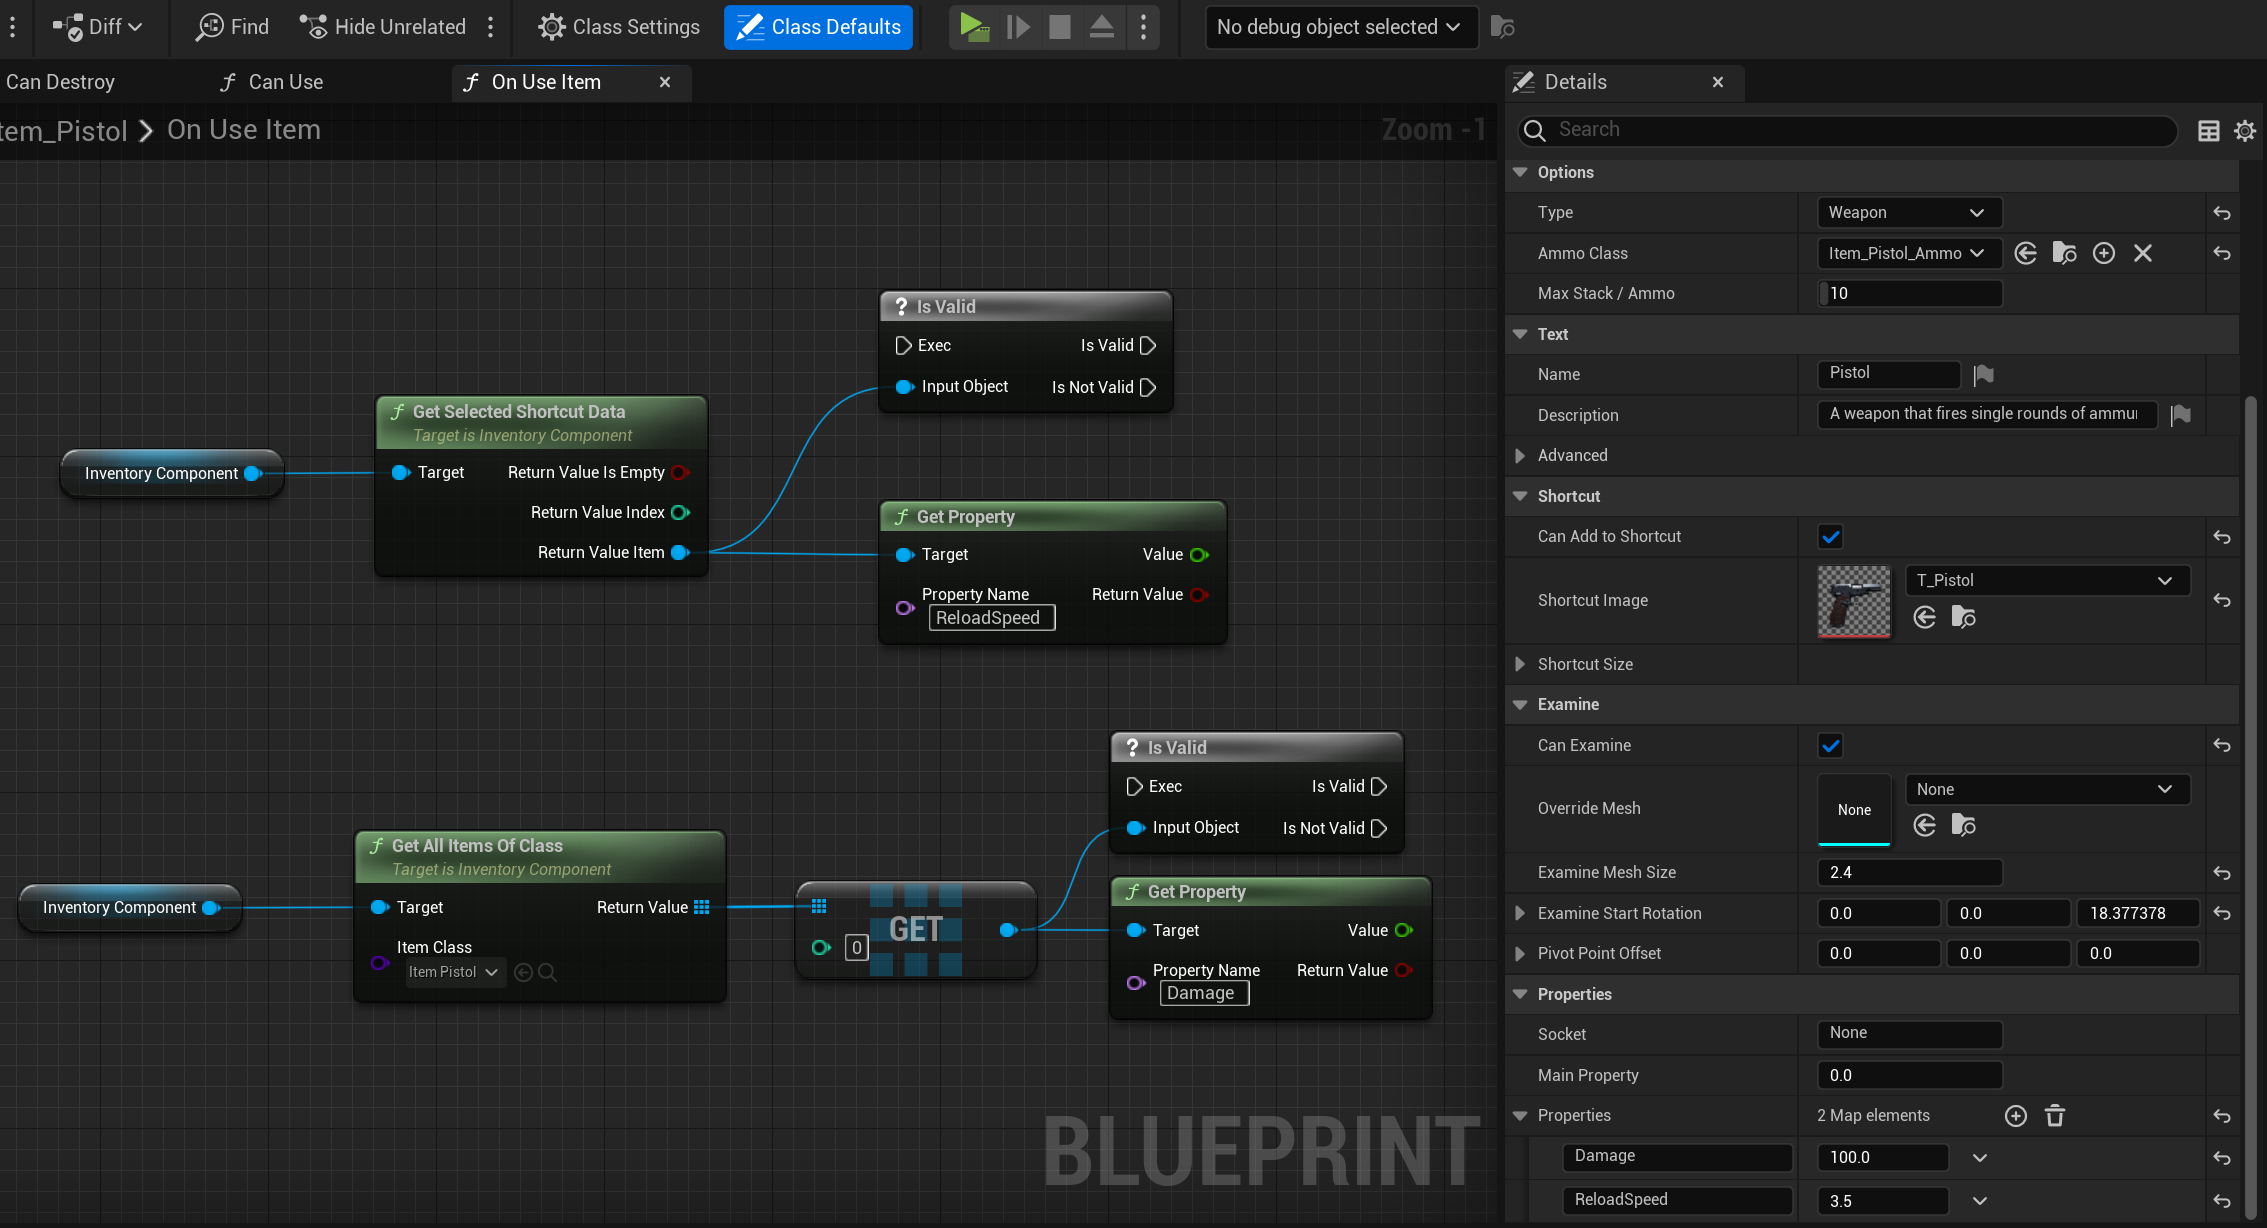 Diff
Find
Hide Unrelated
Class Settings
Class Defaults
No debug object selected
Can Destroy
Can Use
On Use Item
tem_Pistol > On Use Item
Zoom -1
Is Valid
Exec
Is Valid
Input Object
Is Not Valid
Get Selected Shortcut Data
Target is Inventory Component
Inventory Component
Target
Return Value Is Empty
Return Value Index
Return Value Item
Get Property
Target
Value
Property Name
Return Value
ReloadSpeed
Is Valid
Exec
Is Valid
Input Object
Is Not Valid
Get All Items Of Class
Target is Inventory Component
Inventory Component
Target
Return Value
Item Class
Item Pistol
GET
0
Get Property
Target
Value
Property Name
Return Value
Damage
BLUEPRINT
Details
Search
Options
Type
Weapon
Ammo Class
Item_Pistol_Ammo
Max Stack / Ammo
10
Text
Name
Pistol
Description
A weapon that fires single rounds of ammu
Advanced
Shortcut
Can Add to Shortcut
Shortcut Image
T_Pistol
Shortcut Size
Examine
Can Examine
Override Mesh
None
None
Examine Mesh Size
2.4
Examine Start Rotation
0.0
0.0
18.377378
Pivot Point Offset
0.0
0.0
0.0
Properties
Socket
None
Main Property
0.0
Properties
2 Map elements
Damage
100.0
ReloadSpeed
3.5